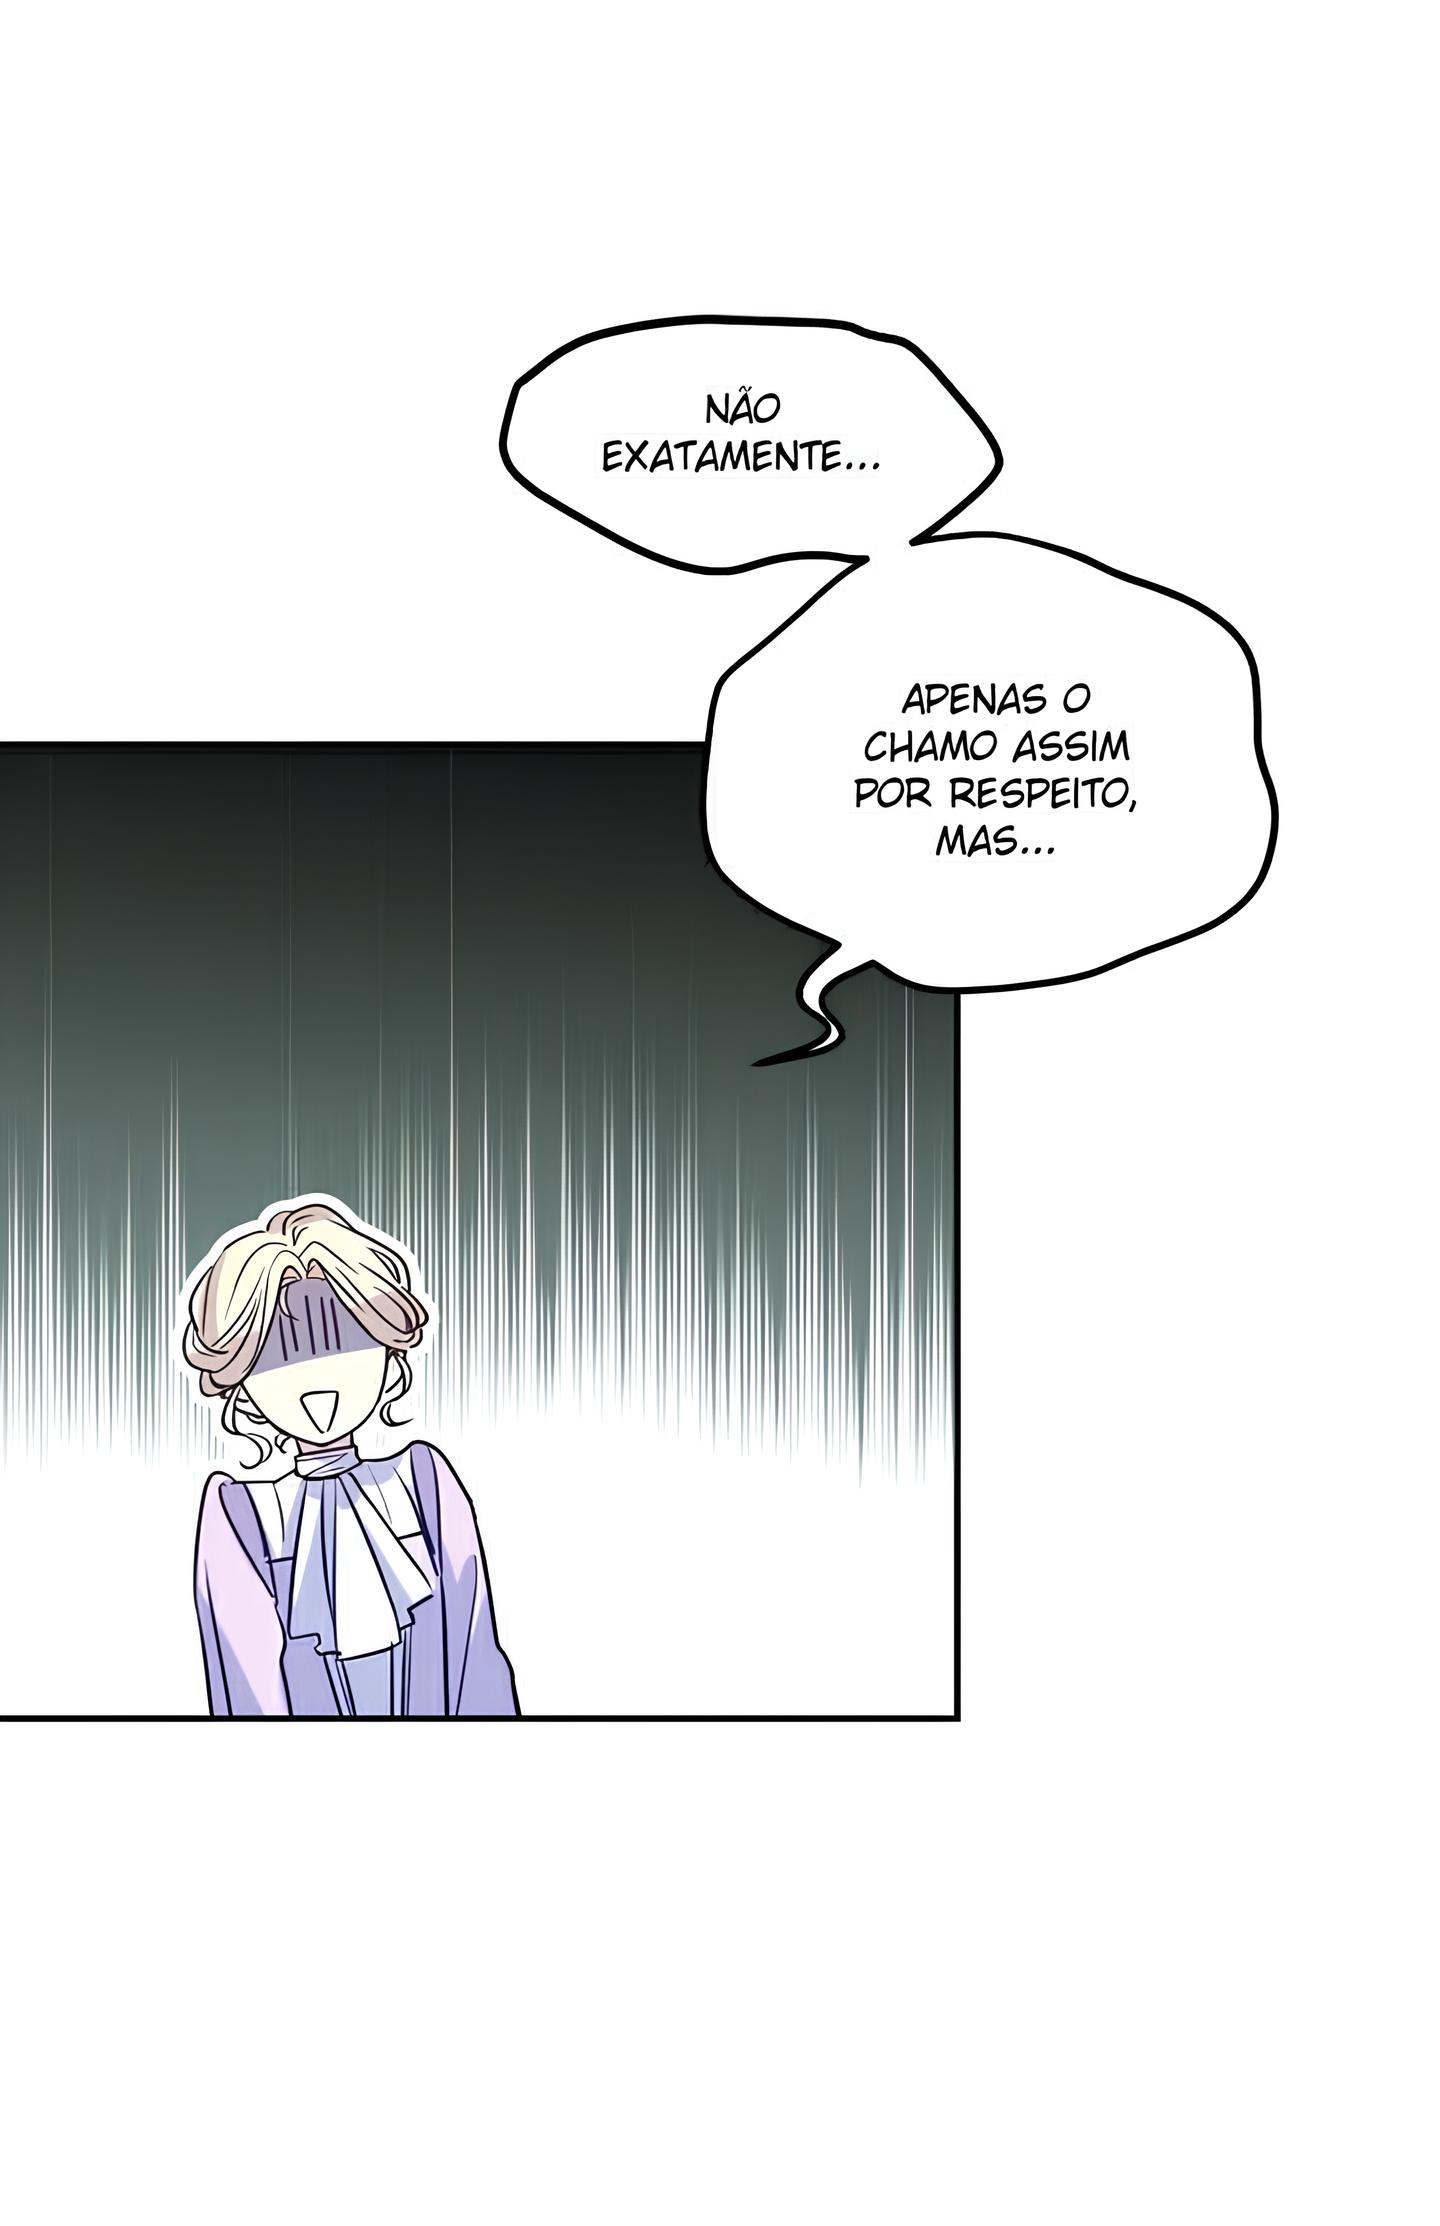 NÃO
EXATAMENTE...
APENAS O
CHAMO ASSIM
POR RESPEITO,
MAS...